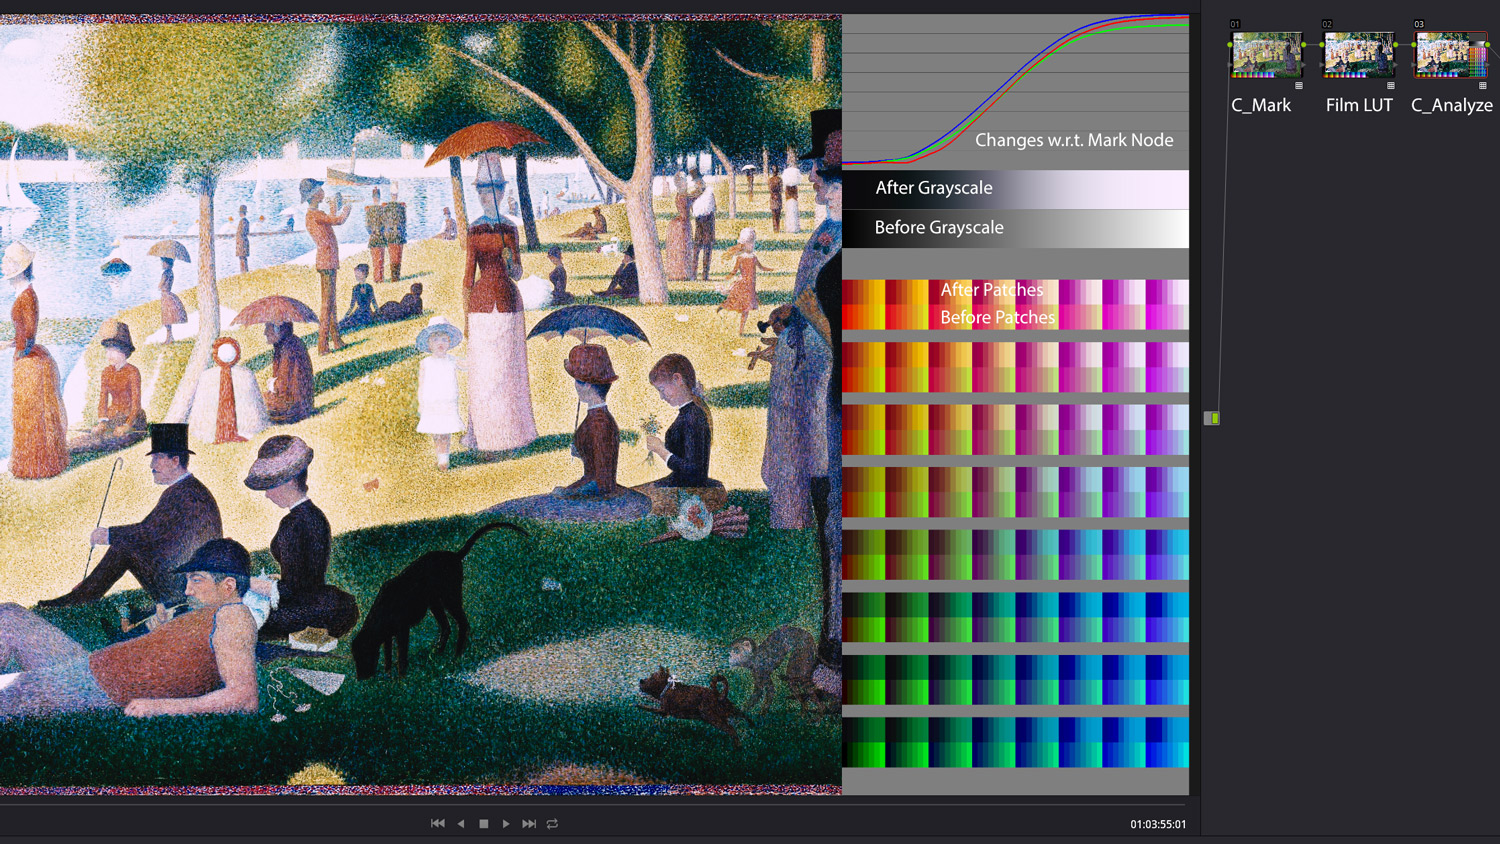 01
02
03
C_Mark
Film LUT
C_Analyze
Changes w.r.t. Mark Node
After Grayscale
Before Grayscale
After Patches
Before Patches
01:03:55:01